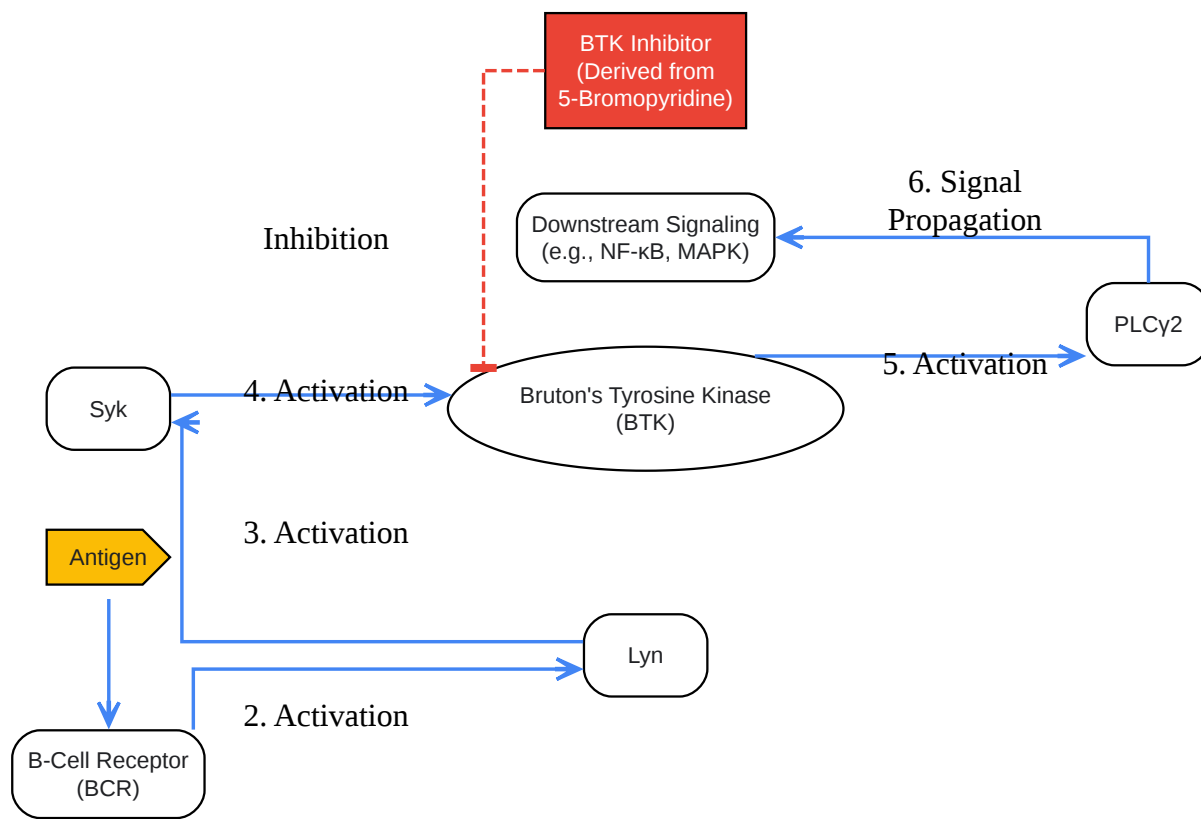 BTK Inhibitor
(Derived from
5-Bromopyridine)
6. Signal
Propagation
Downstream Signaling
(e.g., NF-κB, MAPK)
Inhibition
PLCγ2
5. Activation
4. Activation
Syk
Bruton's Tyrosine Kinase
(BTK)
3. Activation
Antigen
Lyn
2. Activation
B-Cell Receptor
(BCR)